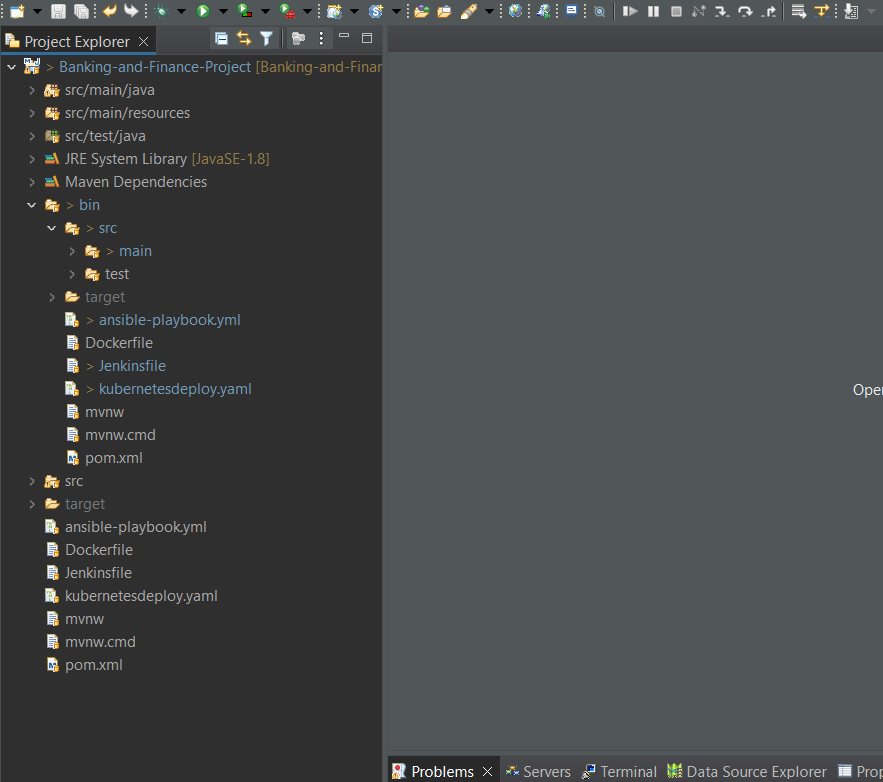 Project Explorer
> Banking-and-Finance-Project [Banking-and-Finar
src/main/java
src/main/resources
src/test/java
JRE System Library [JavaSE-1.8]
Maven Dependencies
> bin
> src
> main
test
target
> ansible-playbook.yml
Dockerfile
> Jenkinsfile
> kubernetesdeploy.yaml
mvnw
mvnw.cmd
pom.xml
src
target
ansible-playbook.yml
Dockerfile
Jenkinsfile
kubernetesdeploy.yaml
mvnw
mvnw.cmd
pom.xml
Oper
Problems Servers Terminal Data Source Explorer Prop